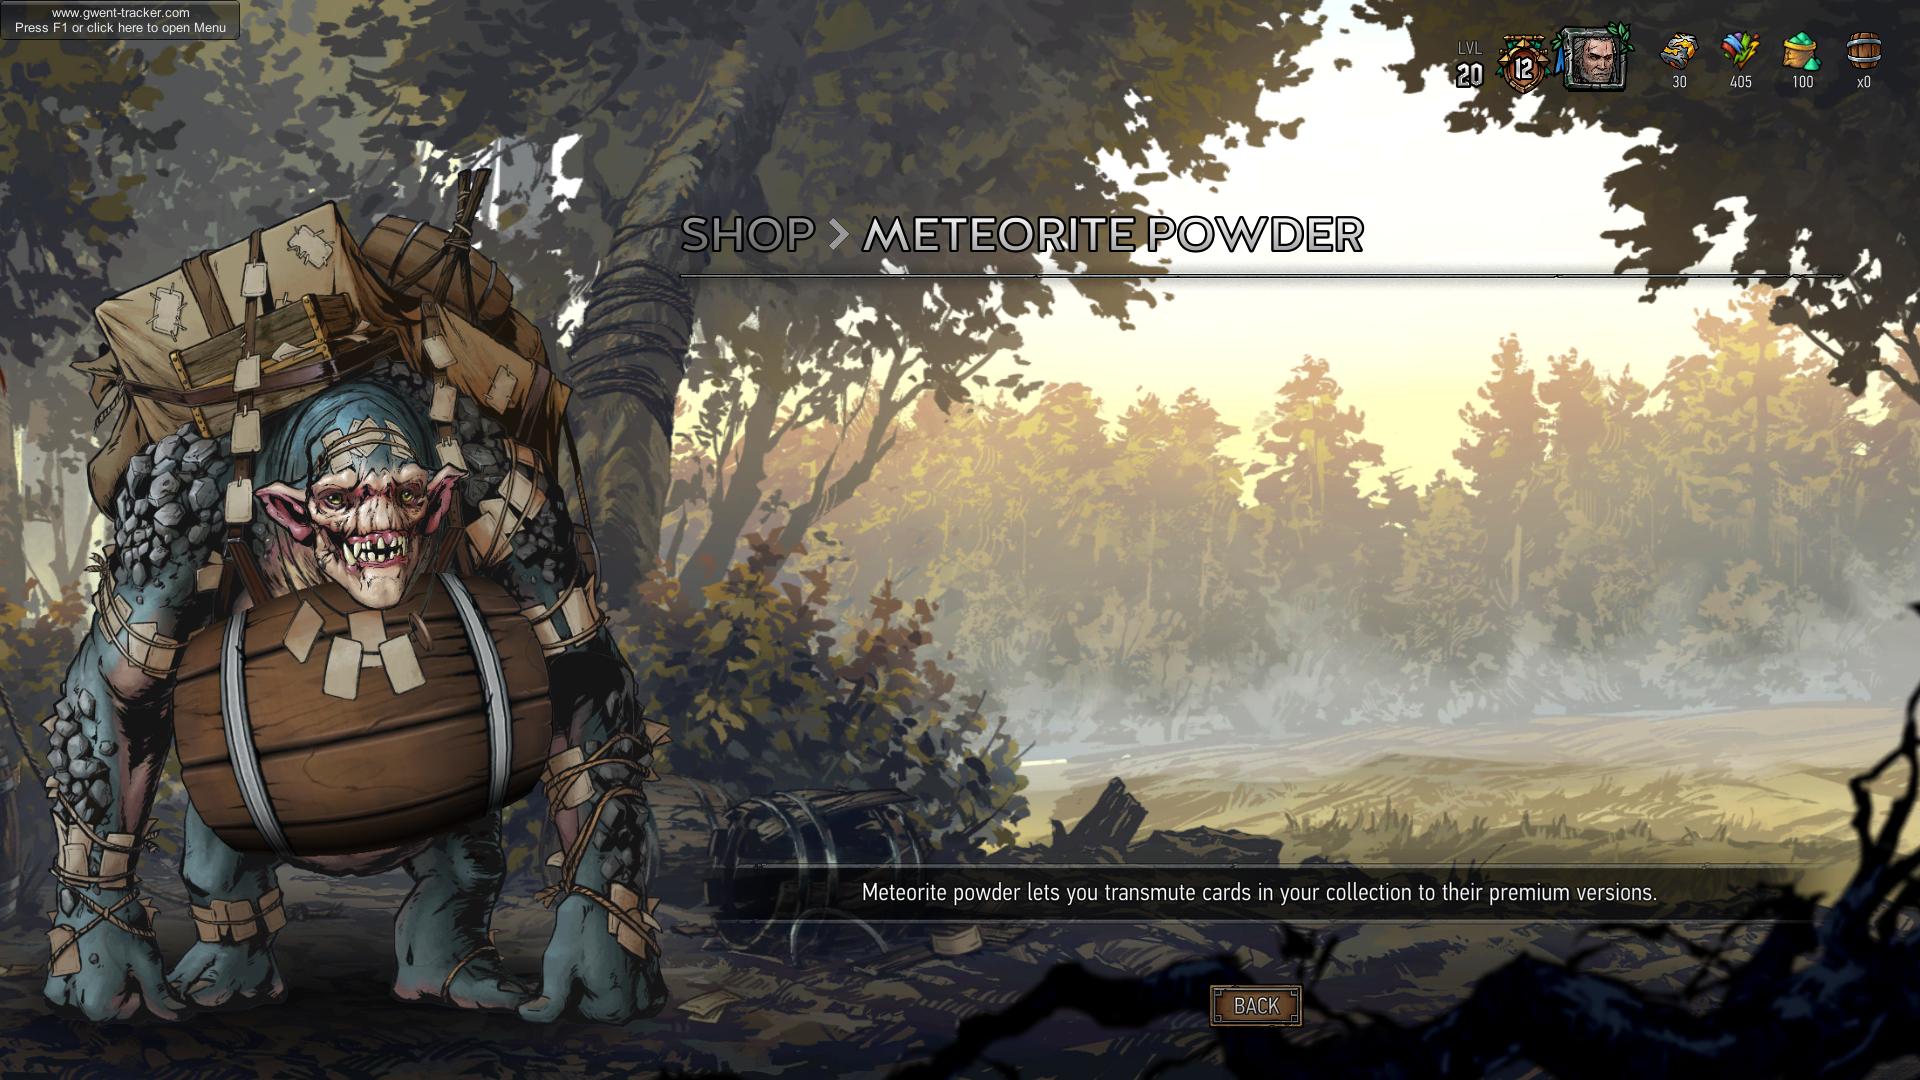 www.gwent-tracker.com
Press F1 or click here to open Menu
LVL
20
12
30
405
100
x0
SHOP > METEORITE POWDER
Meteorite powder lets you transmute cards in your collection to their premium versions.
BACK